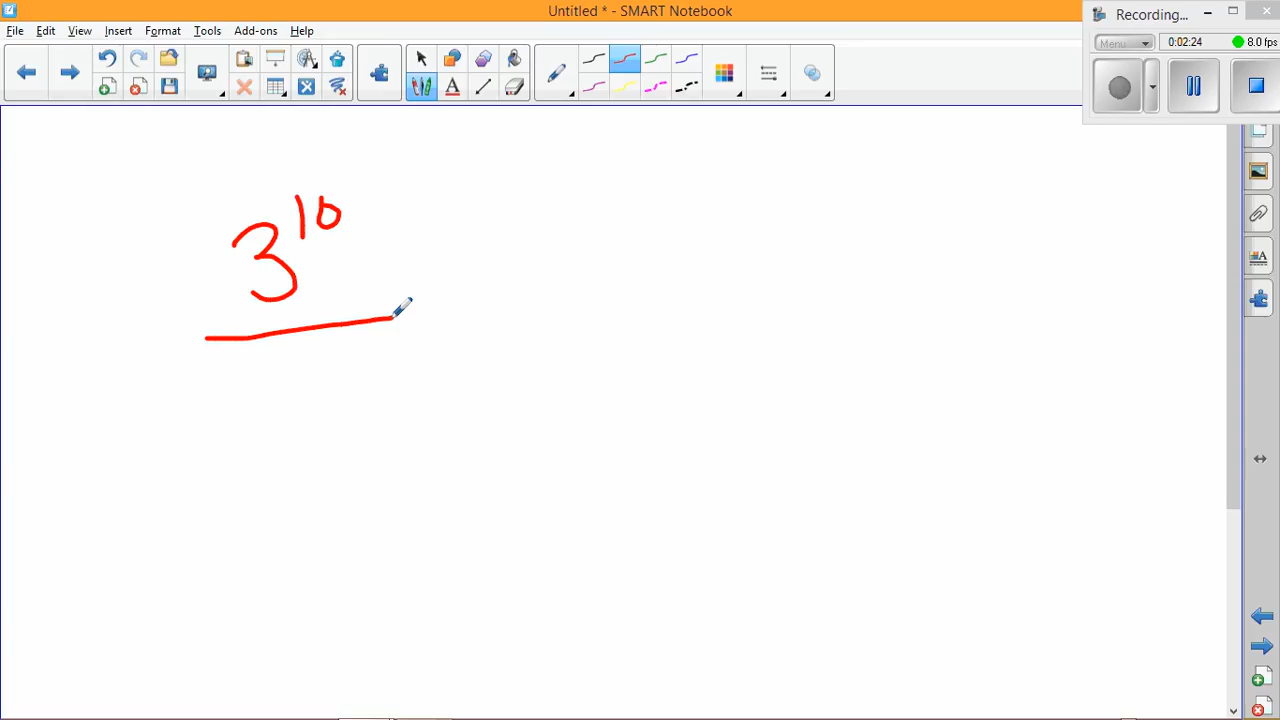 Untitled * - SMART Notebook
Recording...
File Edit View Insert Format Tools Add-ons Help
Menu 0:02:24 8.0 fps
3^10